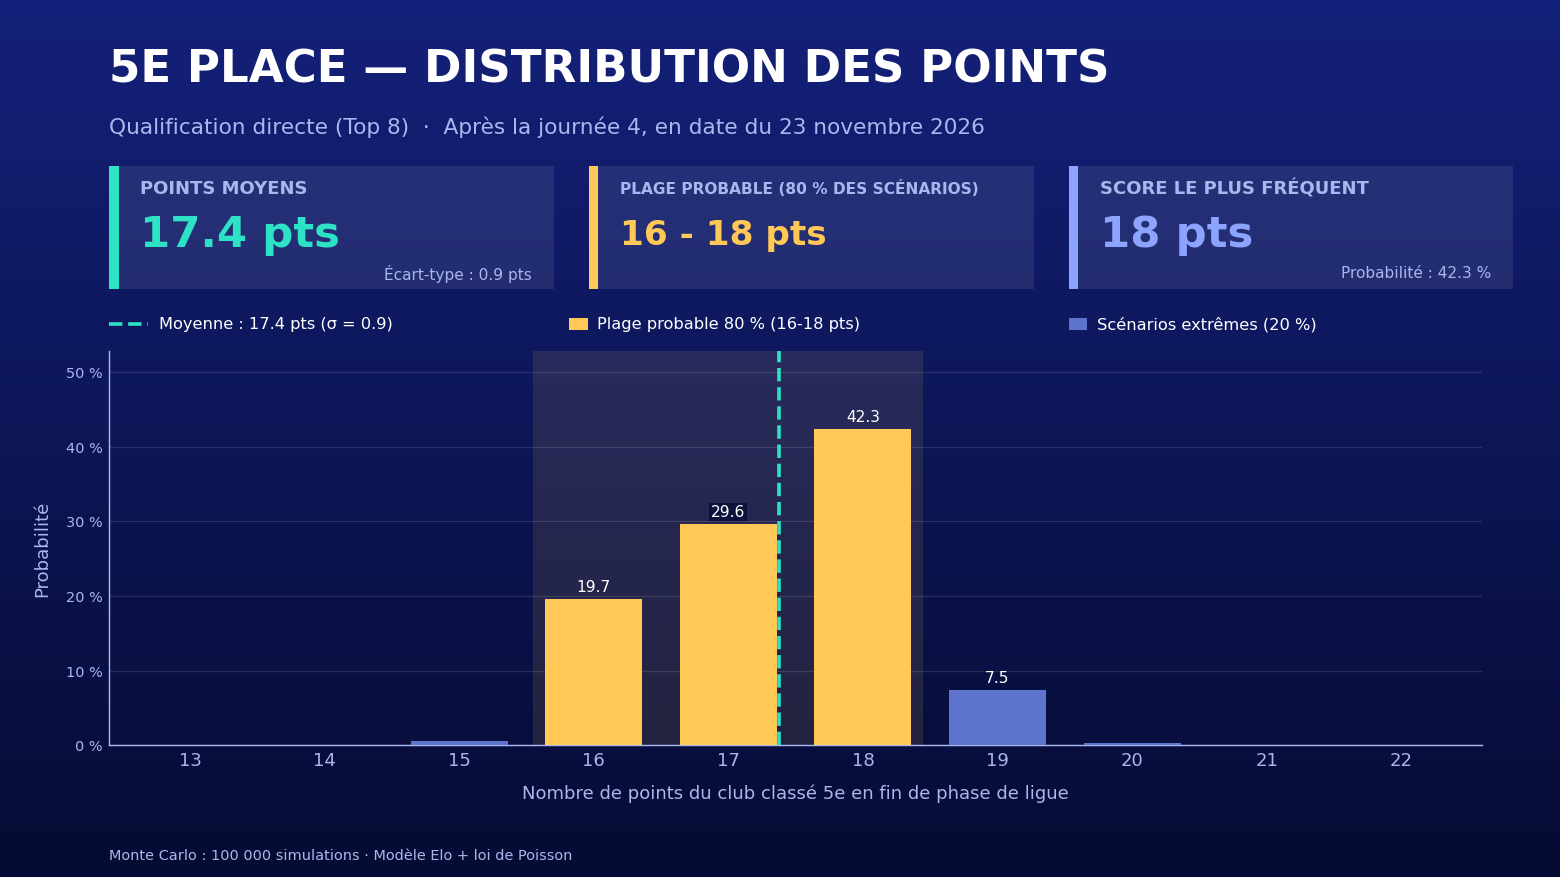 5E PLACE — DISTRIBUTION DES POINTS
Qualification directe (Top 8)  ·  Après la journée 4, en date du 23 novembre 2026
POINTS MOYENS
17.4 pts
Écart-type : 0.9 pts
PLAGE PROBABLE (80 % DES SCÉNARIOS)
16 - 18 pts
SCORE LE PLUS FRÉQUENT
18 pts
Probabilité : 42.3 %
Moyenne : 17.4 pts (σ = 0.9)
Plage probable 80 % (16-18 pts)
Scénarios extrêmes (20 %)
Probabilité
50 %
40 %
30 %
20 %
10 %
0 %
19.7
29.6
42.3
7.5
13 14 15 16 17 18 19 20 21 22
Nombre de points du club classé 5e en fin de phase de ligue
Monte Carlo : 100 000 simulations · Modèle Elo + loi de Poisson